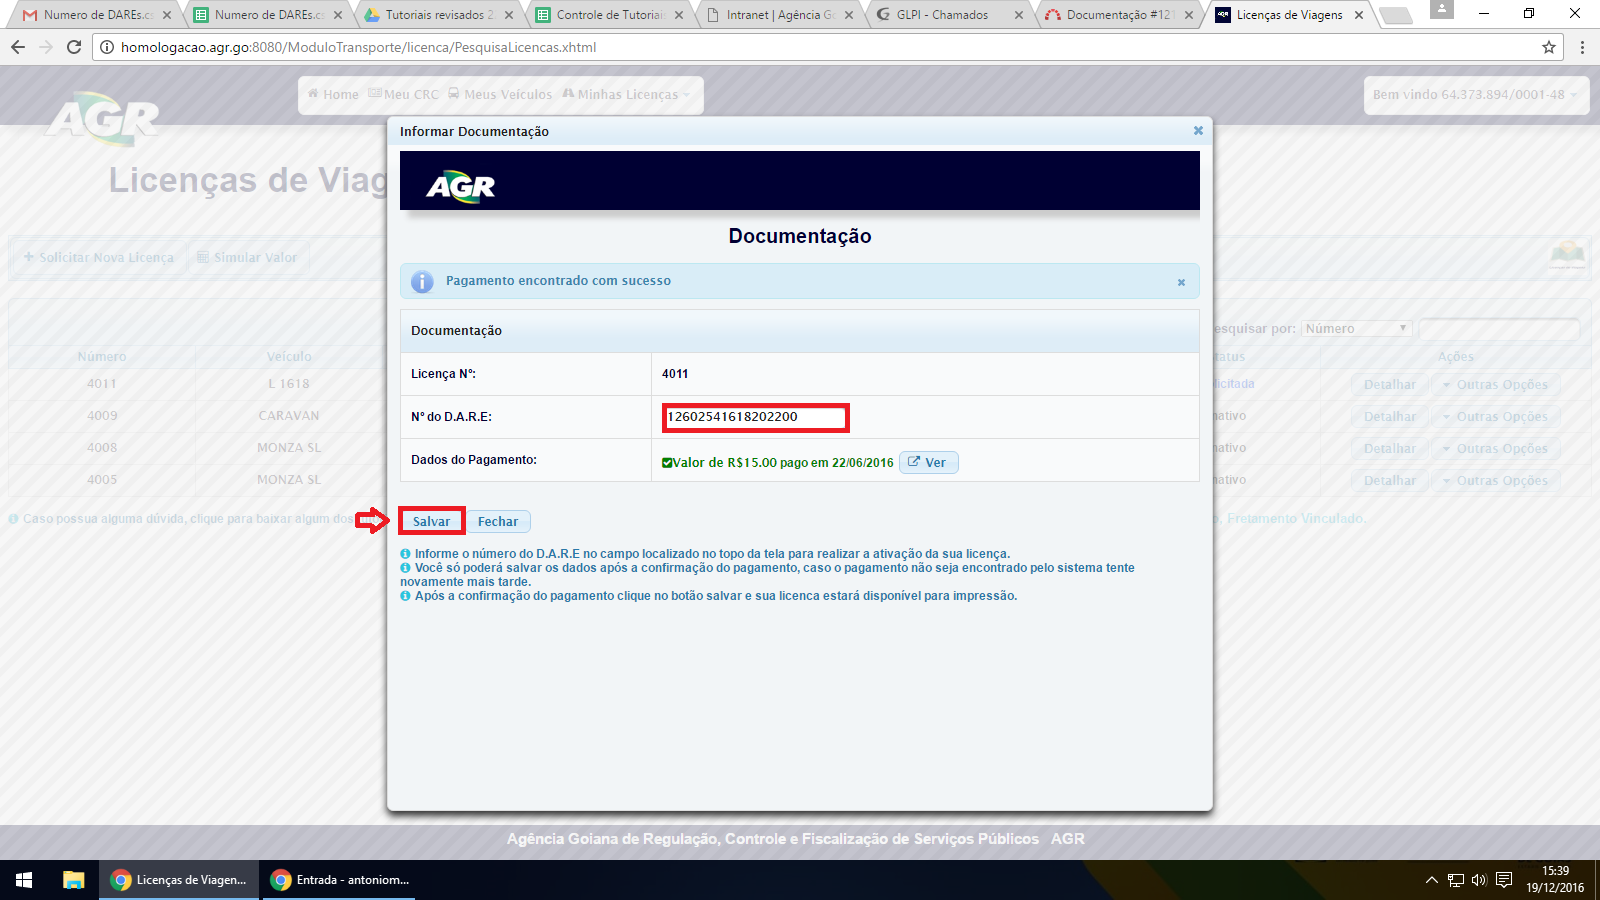 Numero de DAREs.cs
Numero de DAREs.cs
Tutoriais revisados 2
Controle de Tutoriai
Intranet | Agência Go
GLPI - Chamados
Documentação #121
Licenças de Viagens
homologacao.agr.go:8080/ModuloTransporte/licenca/PesquisaLicencas.xhtml
AGR
Home Meu CRC Meus Veículos Minhas Licenças
Bem vindo 64.373.894/0001-48
Licenças de Viag
Solicitar Nova Licença Simular Valor
esquisar por: Número
Número Veículo tatus Ações
4011 L 1618 licitada Detalhar Outras Opções
4009 CARAVAN nativo Detalhar Outras Opções
4008 MONZA SL nativo Detalhar Outras Opções
4005 MONZA SL nativo Detalhar Outras Opções
Caso possua alguma dúvida, clique para baixar algum dos
o, Fretamento Vinculado.
Informar Documentação
AGR
Documentação
Pagamento encontrado com sucesso
Documentação
Licença Nº: 4011
Nº do D.A.R.E: 12602541618202200
Dados do Pagamento: Valor de R$15.00 pago em 22/06/2016 Ver
Salvar Fechar
Informe o número do D.A.R.E no campo localizado no topo da tela para realizar a ativação da sua licença.
Você só poderá salvar os dados após a confirmação do pagamento, caso o pagamento não seja encontrado pelo sistema tente
novamente mais tarde.
Após a confirmação do pagamento clique no botão salvar e sua licenca estará disponível para impressão.
Agência Goiana de Regulação, Controle e Fiscalização de Serviços Públicos AGR
Licenças de Viagen...
Entrada - antoniom...
15:39
19/12/2016